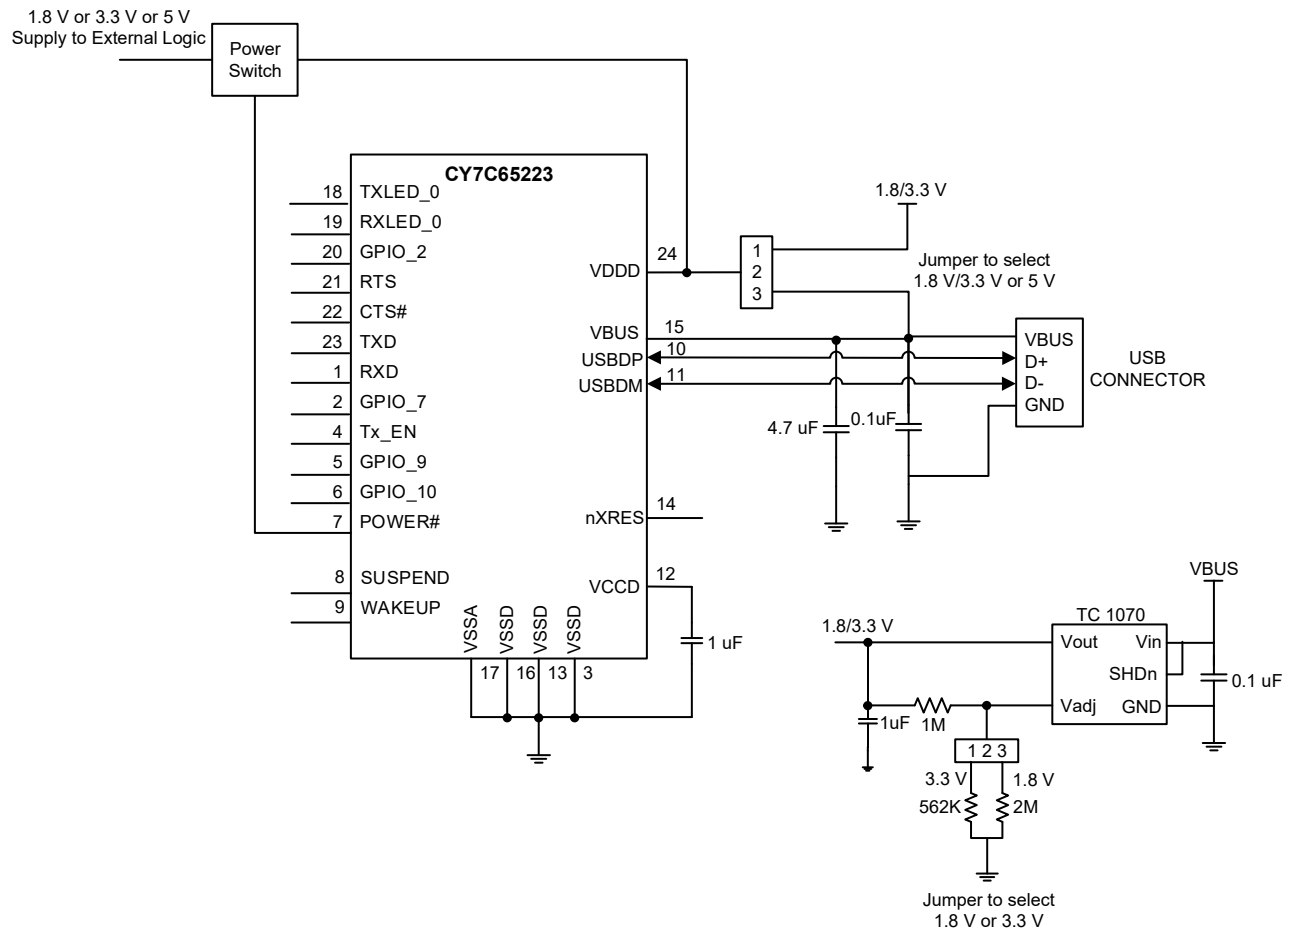 1.8 V or 3.3 V or 5 V
Supply to External Logic
Power
Switch
CY7C65223
18 TXLED_0
19 RXLED_0
20 GPIO_2
21 RTS
22 CTS#
23 TXD
1 RXD
2 GPIO_7
4 Tx_EN
5 GPIO_9
6 GPIO_10
7 POWER#
8 SUSPEND
9 WAKEUP
VSSA
VSSD
VSSD
VSSD
17 16 13 3
VDDD 24
VBUS 15
USBDP 10
USBDM 11
nXRES 14
VCCD 12
1 uF
1
2
3
1.8/3.3 V
Jumper to select
1.8 V/3.3 V or 5 V
4.7 uF
0.1uF
VBUS
D+
D-
GND
USB
CONNECTOR
VBUS
TC 1070
1.8/3.3 V
Vout Vin
SHDn
Vadj GND
0.1 uF
1uF
1M
1 2 3
3.3 V
1.8 V
562K
2M
Jumper to select
1.8 V or 3.3 V